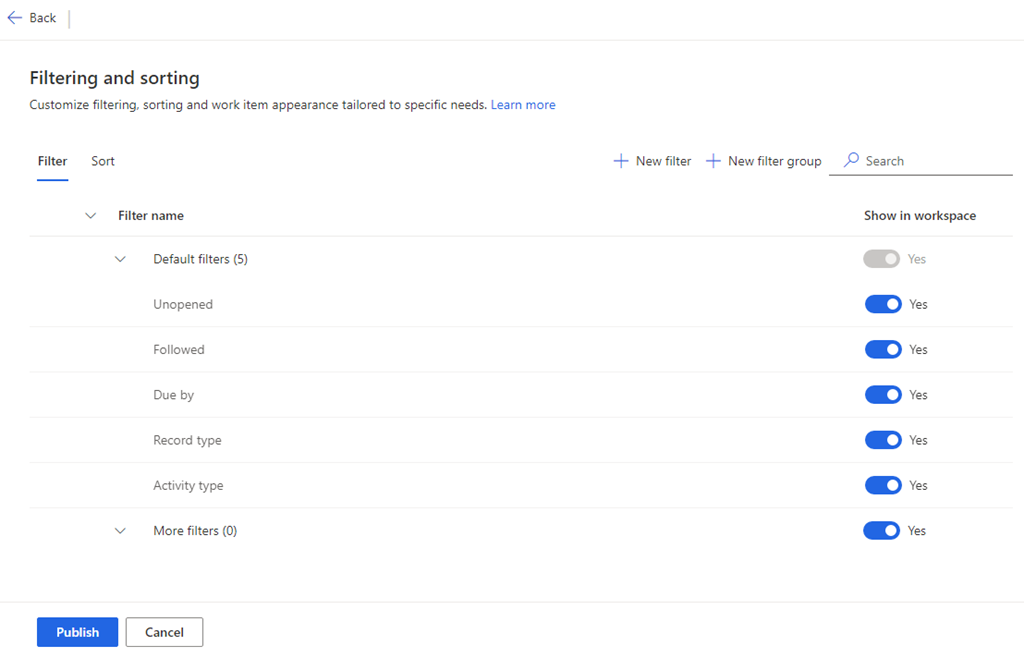 Back
Filtering and sorting
Customize filtering, sorting and work item appearance tailored to specific needs. Learn more
Filter Sort New filter New filter group Search
Filter name Show in workspace
Default filters (5) Yes
Unopened Yes
Followed Yes
Due by Yes
Record type Yes
Activity type Yes
More filters (0) Yes
Publish Cancel